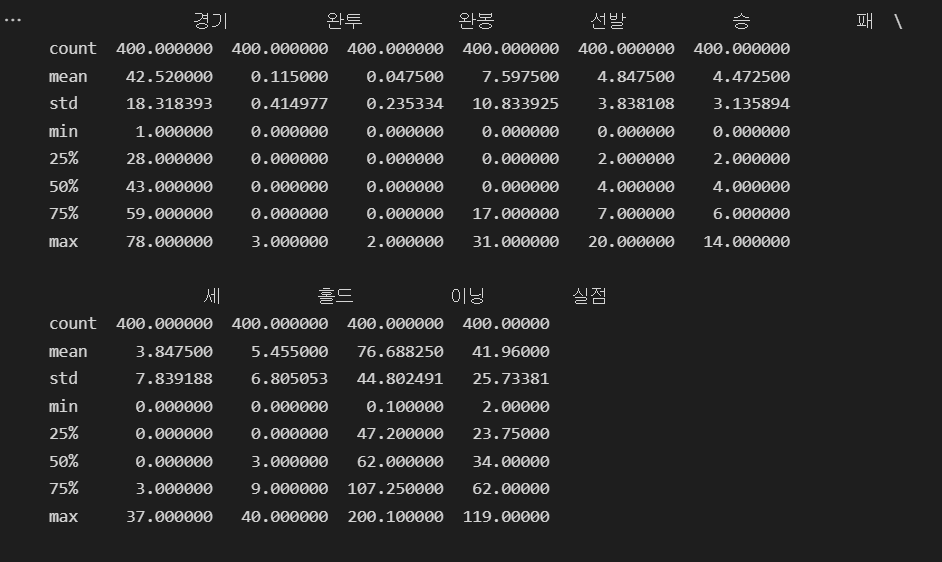 ... 경기 완투 완봉 선발 승 패 \
count 400.000000 400.000000 400.000000 400.000000 400.000000 400.000000
mean 42.520000 0.115000 0.047500 7.597500 4.847500 4.472500
std 18.318393 0.414977 0.235334 10.833925 3.838108 3.135894
min 1.000000 0.000000 0.000000 0.000000 0.000000 0.000000
25% 28.000000 0.000000 0.000000 0.000000 2.000000 2.000000
50% 43.000000 0.000000 0.000000 0.000000 4.000000 4.000000
75% 59.000000 0.000000 0.000000 17.000000 7.000000 6.000000
max 78.000000 3.000000 2.000000 31.000000 20.000000 14.000000
세 홀드 이닝 실점
count 400.000000 400.000000 400.000000 400.00000
mean 3.847500 5.455000 76.688250 41.96000
std 7.839188 6.805053 44.802491 25.73381
min 0.000000 0.000000 0.100000 2.00000
25% 0.000000 0.000000 47.200000 23.75000
50% 0.000000 3.000000 62.000000 34.00000
75% 3.000000 9.000000 107.250000 62.00000
max 37.000000 40.000000 200.100000 119.00000